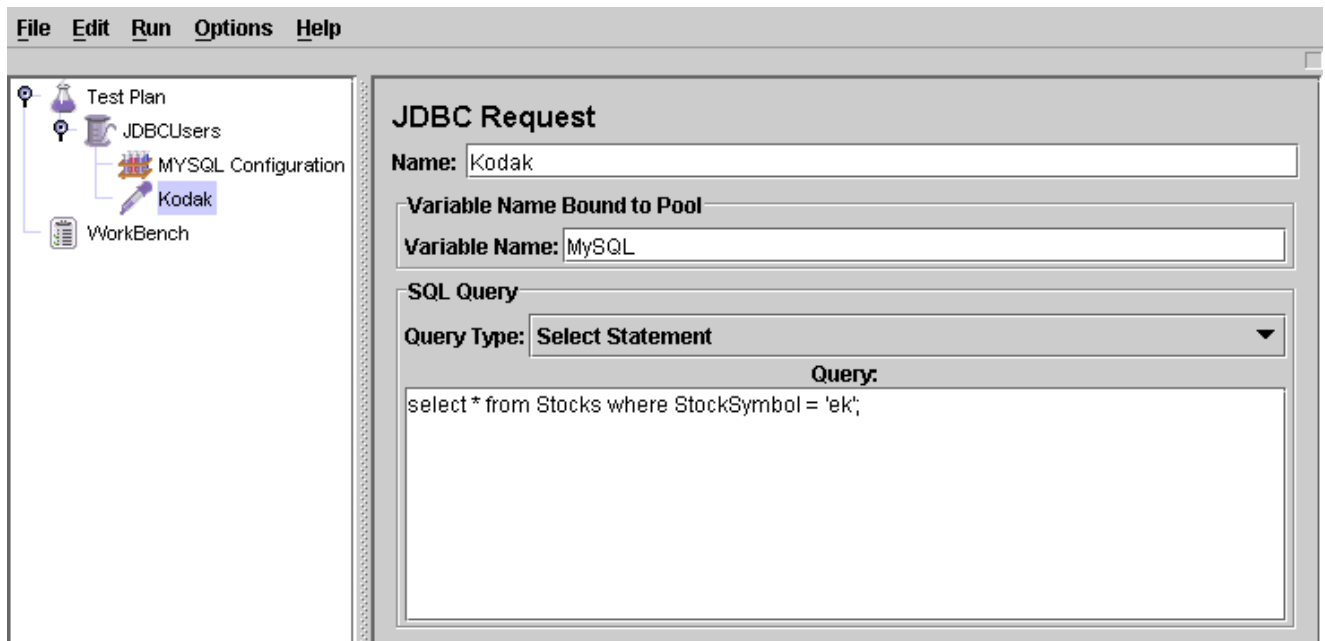 File Edit Run Options Help
Test Plan
JDBCUsers
MYSQL Configuration
Kodak
WorkBench
JDBC Request
Name: Kodak
Variable Name Bound to Pool
Variable Name: MySQL
SQL Query
Query Type: Select Statement
Query:
select * from Stocks where StockSymbol = 'ek';